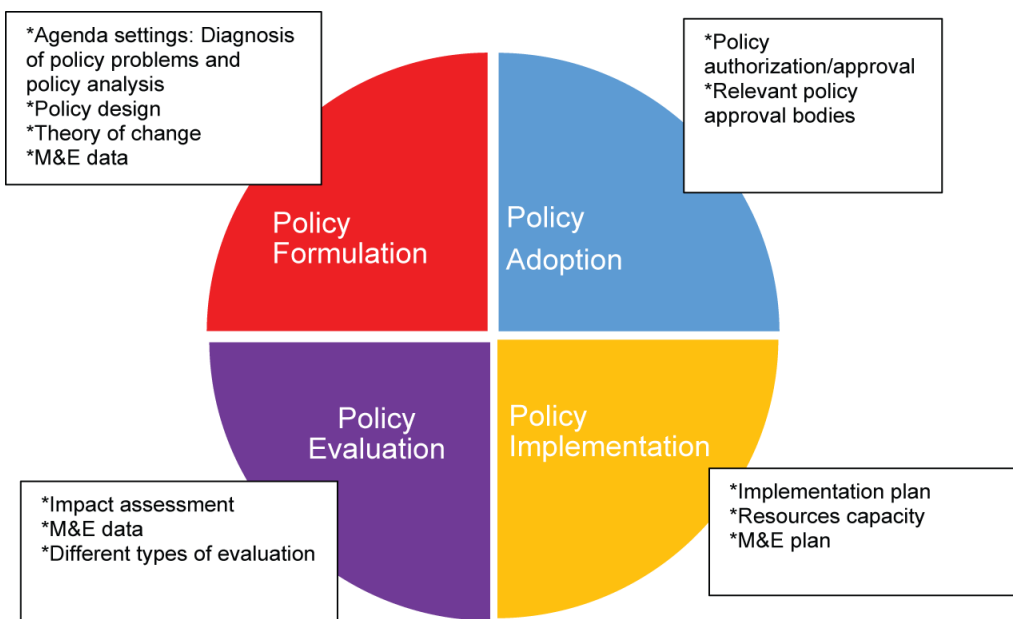 *Agenda settings: Diagnosis
of policy problems and
policy analysis
*Policy design
*Theory of change
*M&E data
*Policy
authorization/approval
*Relevant policy
approval bodies
Policy
Formulation
Policy
Adoption
Policy
Evaluation
Policy
Implementation
*Impact assessment
*M&E data
*Different types of evaluation
*Implementation plan
*Resources capacity
*M&E plan